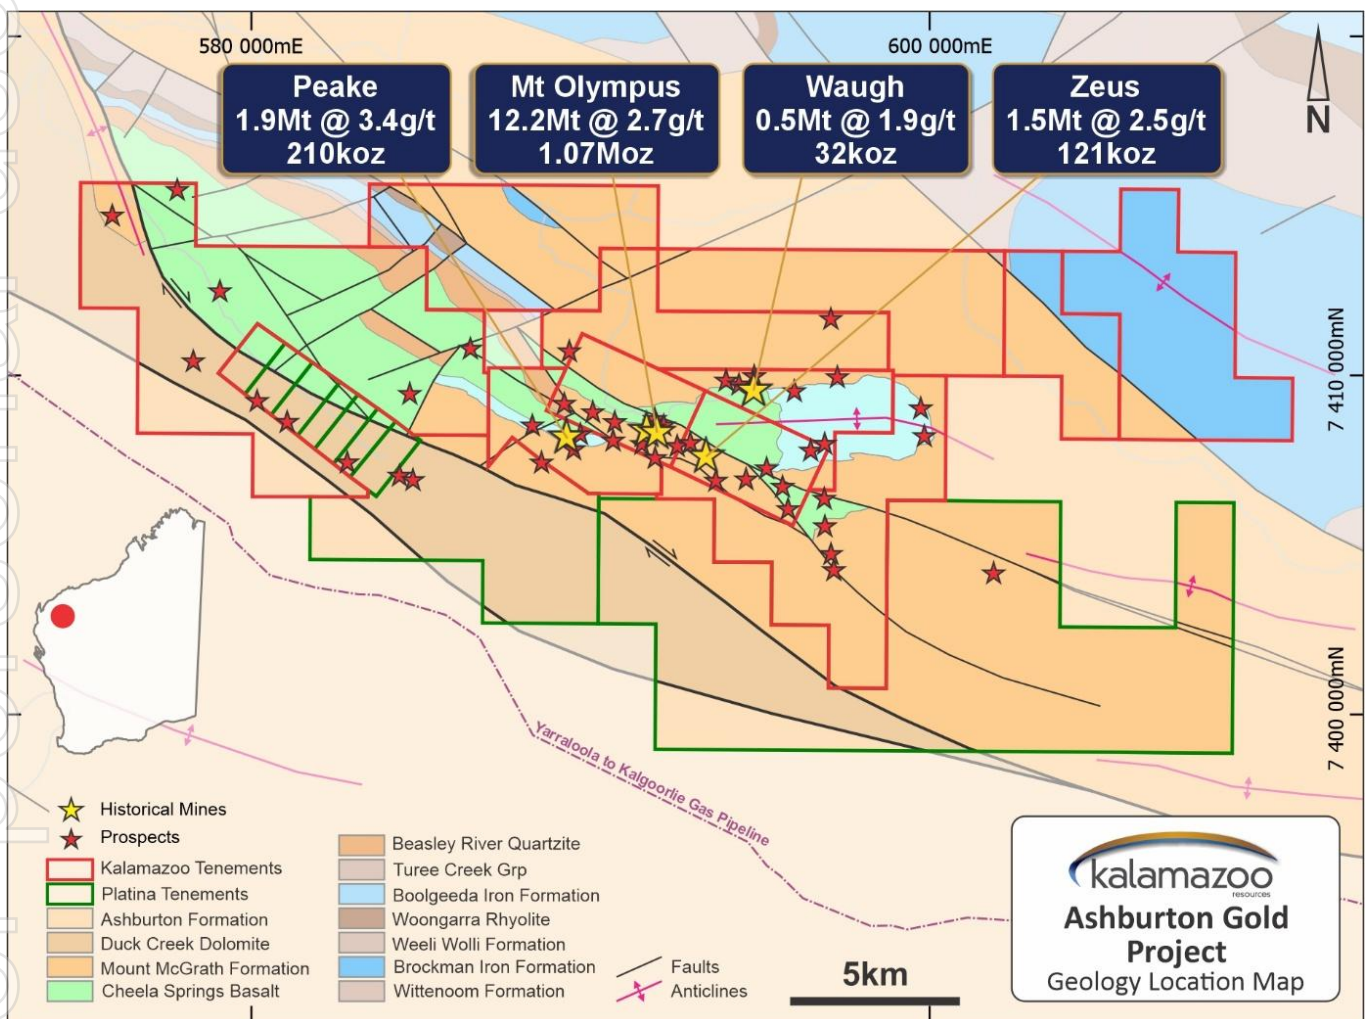 580 000mE
600 000mE
Peake
1.9Mt @ 3.4g/t
210koz
Mt Olympus
12.2Mt @ 2.7g/t
1.07Moz
Waugh
0.5Mt @ 1.9g/t
32koz
Zeus
1.5Mt @ 2.5g/t
121koz
N
7 410 000mN
7 400 000mN
Yarraloola to Kalgoorlie Gas Pipeline
Historical Mines
Prospects
Kalamazoo Tenements
Platina Tenements
Ashburton Formation
Duck Creek Dolomite
Mount McGrath Formation
Cheela Springs Basalt
Beasley River Quartzite
Turee Creek Grp
Boolgeeda Iron Formation
Woongarra Rhyolite
Weeli Wolli Formation
Brockman Iron Formation
Wittenoom Formation
Faults
Anticlines
5km
kalamazoo
resources
Ashburton Gold
Project
Geology Location Map